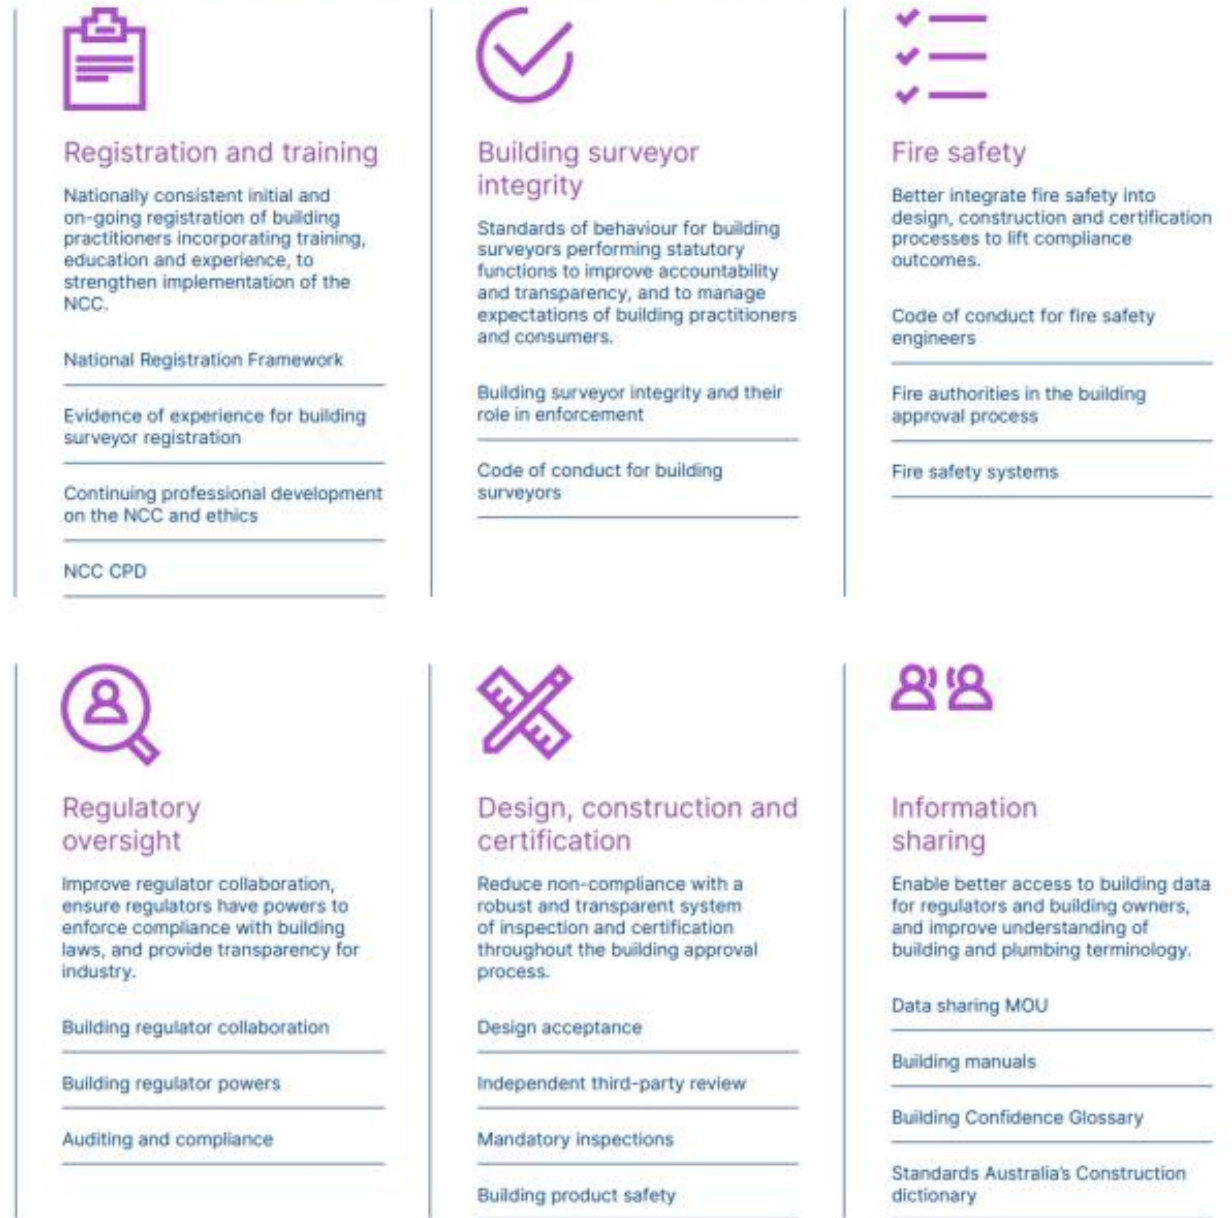 Registration and training
Nationally consistent initial and
on-going registration of building
practitioners incorporating training,
education and experience, to
strengthen implementation of the
NCC.
National Registration Framework
Evidence of experience for building
surveyor registration
Continuing professional development
on the NCC and ethics
NCC CPD
Building surveyor
integrity
Standards of behaviour for building
surveyors performing statutory
functions to improve accountability
and transparency, and to manage
expectations of building practitioners
and consumers.
Building surveyor integrity and their
role in enforcement
Code of conduct for building
surveyors
Fire safety
Better integrate fire safety into
design, construction and certification
processes to lift compliance
outcomes.
Code of conduct for fire safety
engineers
Fire authorities in the building
approval process
Fire safety systems
Regulatory
oversight
Improve regulator collaboration,
ensure regulators have powers to
enforce compliance with building
laws, and provide transparency for
industry.
Building regulator collaboration
Building regulator powers
Auditing and compliance
Design, construction and
certification
Reduce non-compliance with a
robust and transparent system
of inspection and certification
throughout the building approval
process.
Design acceptance
Independent third-party review
Mandatory inspections
Building product safety
Information
sharing
Enable better access to building data
for regulators and building owners,
and improve understanding of
building and plumbing terminology.
Data sharing MOU
Building manuals
Building Confidence Glossary
Standards Australia's Construction
dictionary